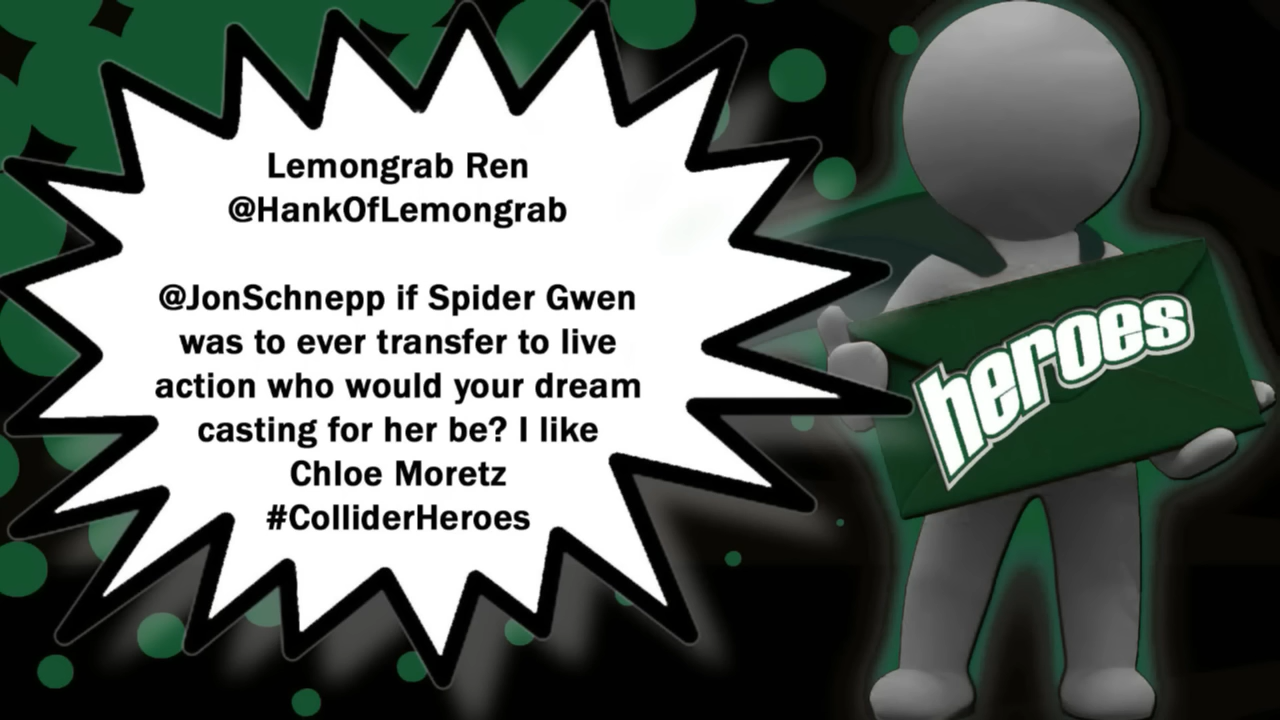 Lemongrab Ren
@HankOfLemongrab
@JonSchnepp if Spider Gwen
was to ever transfer to live
action who would your dream
casting for her be? I like
Chloe Moretz
#ColliderHeroes
heroes